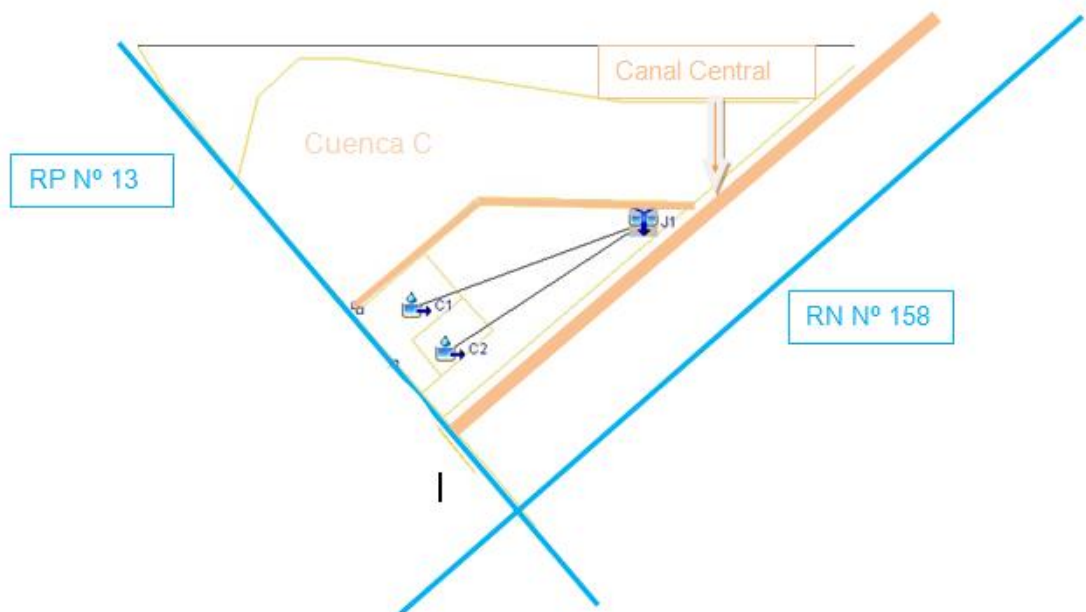 Canal Central
Cuenca C
RP Nº 13
J1
C1
RN Nº 158
C2